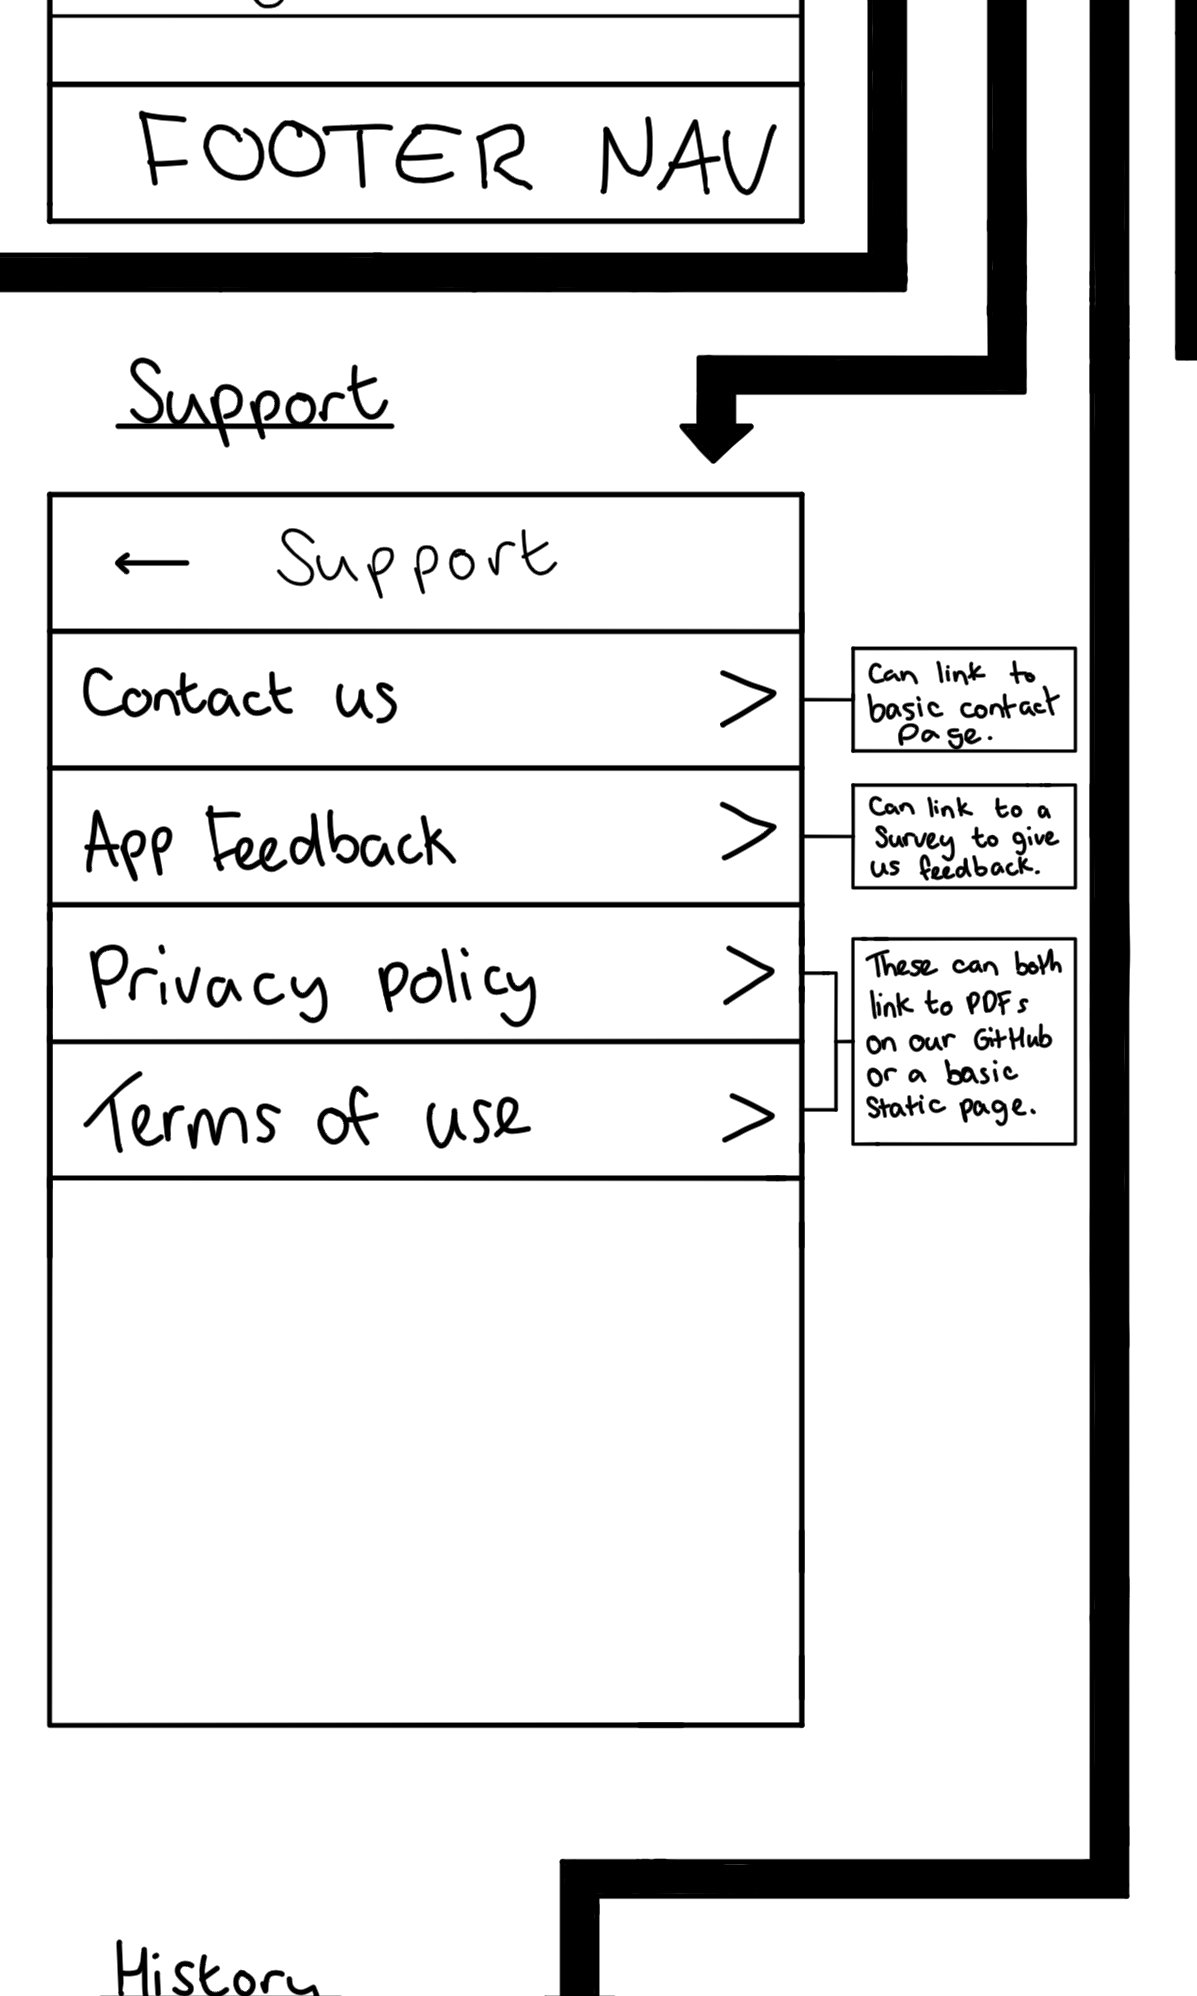 FOOTER NAV
Support
← Support
Contact us >
Can link to
basic contact
Page.
App Feedback >
Can link to a
Survey to give
us feedback.
Privacy policy >
Terms of use >
These can both
link to PDFs
on our GitHub
or a basic
Static page.
History